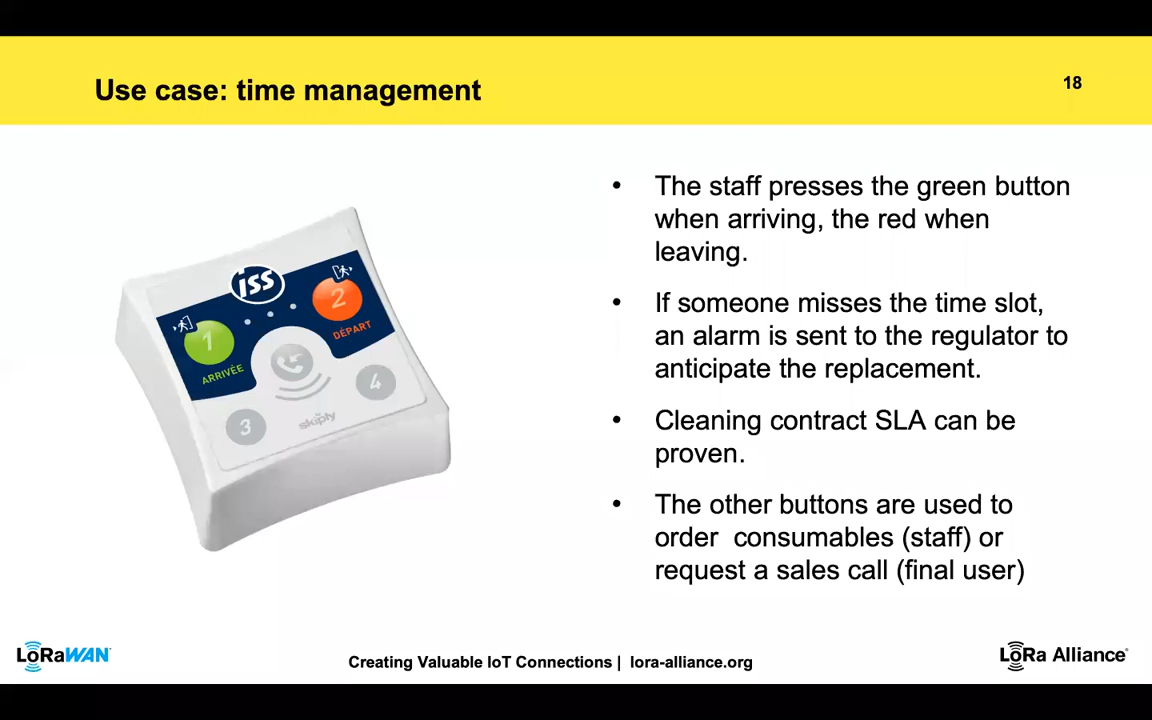 Use case: time management
18
iss
1
ARRIVÉE
2
DÉPART
3
4
skiply
• The staff presses the green button
when arriving, the red when
leaving.
• If someone misses the time slot,
an alarm is sent to the regulator to
anticipate the replacement.
• Cleaning contract SLA can be
proven.
• The other buttons are used to
order  consumables (staff) or
request a sales call (final user)
LoRaWAN
Creating Valuable IoT Connections | lora-alliance.org
LoRa Alliance